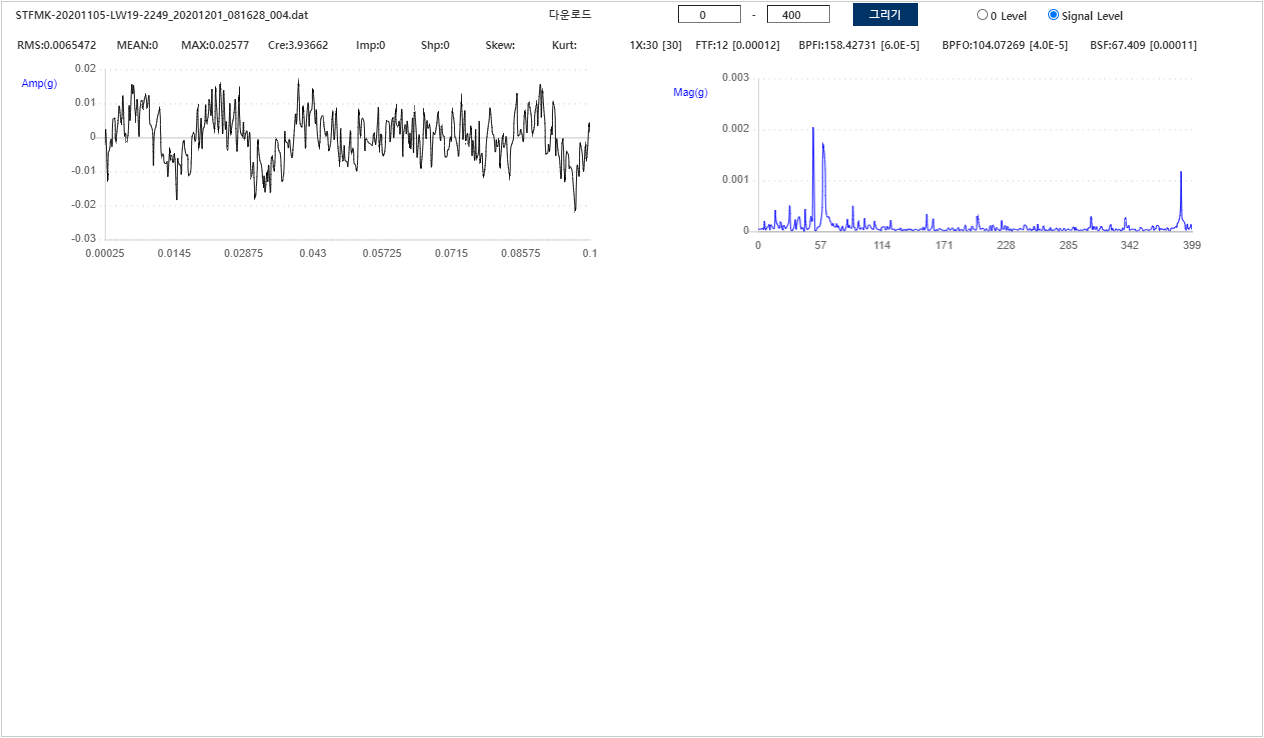 STFMK-20201105-LW19-2249_20201201_081628_004.dat 다운로드 0 - 400 그리기 0 Level Signal Level
RMS:0.0065472 MEAN:0 MAX:0.02577 Cre:3.93662 Imp:0 Shp:0 Skew: Kurt: 1X:30 [30] FTF:12 [0.00012] BPFI:158.42731 [6.0E-5] BPFO:104.07269 [4.0E-5] BSF:67.409 [0.00011]
Amp(g)
0.02
0.01
0
-0.01
-0.02
-0.03
0.00025 0.0145 0.02875 0.043 0.05725 0.0715 0.08575 0.1
Mag(g)
0.003
0.002
0.001
0
0 57 114 171 228 285 342 399